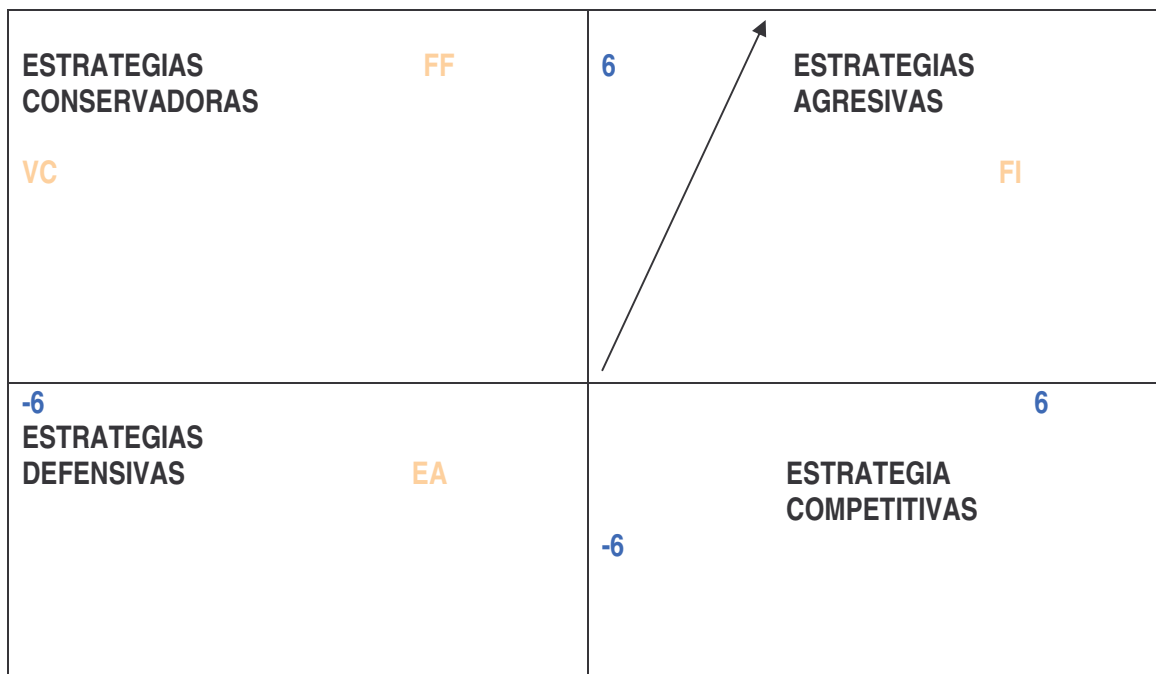 ESTRATEGIAS FF
CONSERVADORAS
VC
6 ESTRATEGIAS
AGRESIVAS
FI
-6
ESTRATEGIAS
DEFENSIVAS EA
6
ESTRATEGIA
COMPETITIVAS
-6